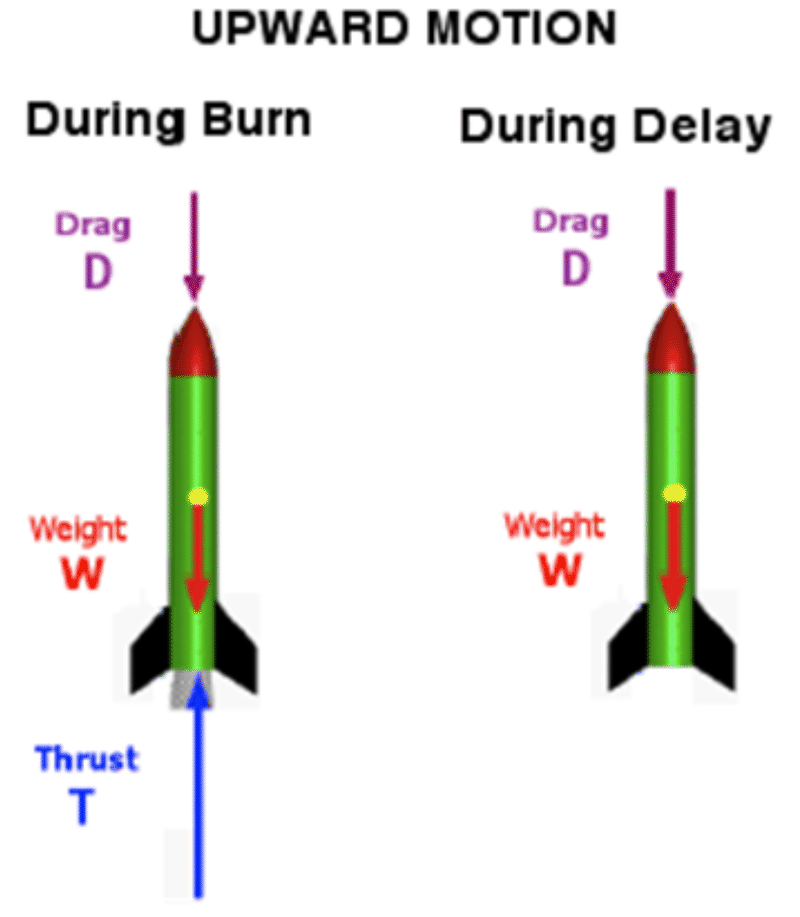 UPWARD MOTION
During Burn
During Delay
Drag
D
Drag
D
Weight
W
Weight
W
Thrust
T